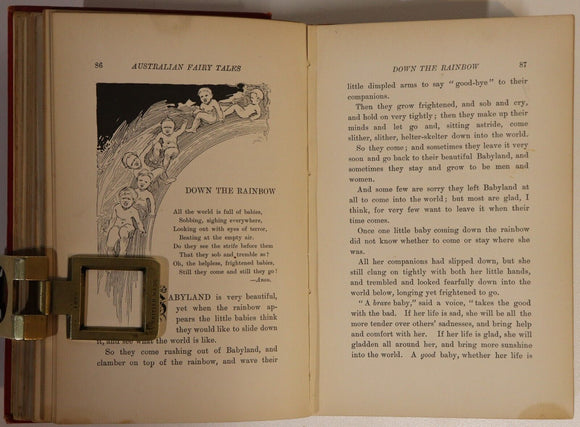 86
AUSTRALIAN FAIRY TALES
DOWN THE RAINBOW
All the world is full of babies,
Sobbing, sighing everywhere,
Looking out with eyes of terror,
Beating at the empty air.
Do they see the strife before them
That they sob and tremble so?
Oh, the helpless, frightened babies,
Still they come and still they go!
—Anon.
BABYLAND is very beautiful,
yet when the rainbow ap-
pears the little babies think
they would like to slide down
it, and see what the world is like.
So they come rushing out of Babyland, and
clamber on top of the rainbow, and wave their
DOWN THE RAINBOW
87
little dimpled arms to say "good-bye" to their
companions.
Then they grow frightened, and sob and cry,
and hold on very tightly; then they make up their
minds and let go and, sitting astride, come
slither, slither, helter-skelter down into the world.
So they come; and sometimes they leave it very
soon and go back to their beautiful Babyland, and
sometimes they stay and grow to be men and
women.
And some few are sorry they left Babyland at
all to come into the world; but most are glad, I
think, for very few want to leave it when their
time comes.
Once one little baby coming down the rainbow
did not know whether to come or stay where she
was.
All her companions had slipped down, but she
still clung on tightly with both her little hands,
and trembled and looked fearfully down into the
world below, longing yet frightened to go.
"A brave baby," said a voice, "takes the good
with the bad. If her life is sad, she will be all the
more tender over others' sadnesses, and bring help
and comfort with her. If her life is glad, she will
gladden all around her, and bring more sunshine
into the world. A good baby, whether her life is